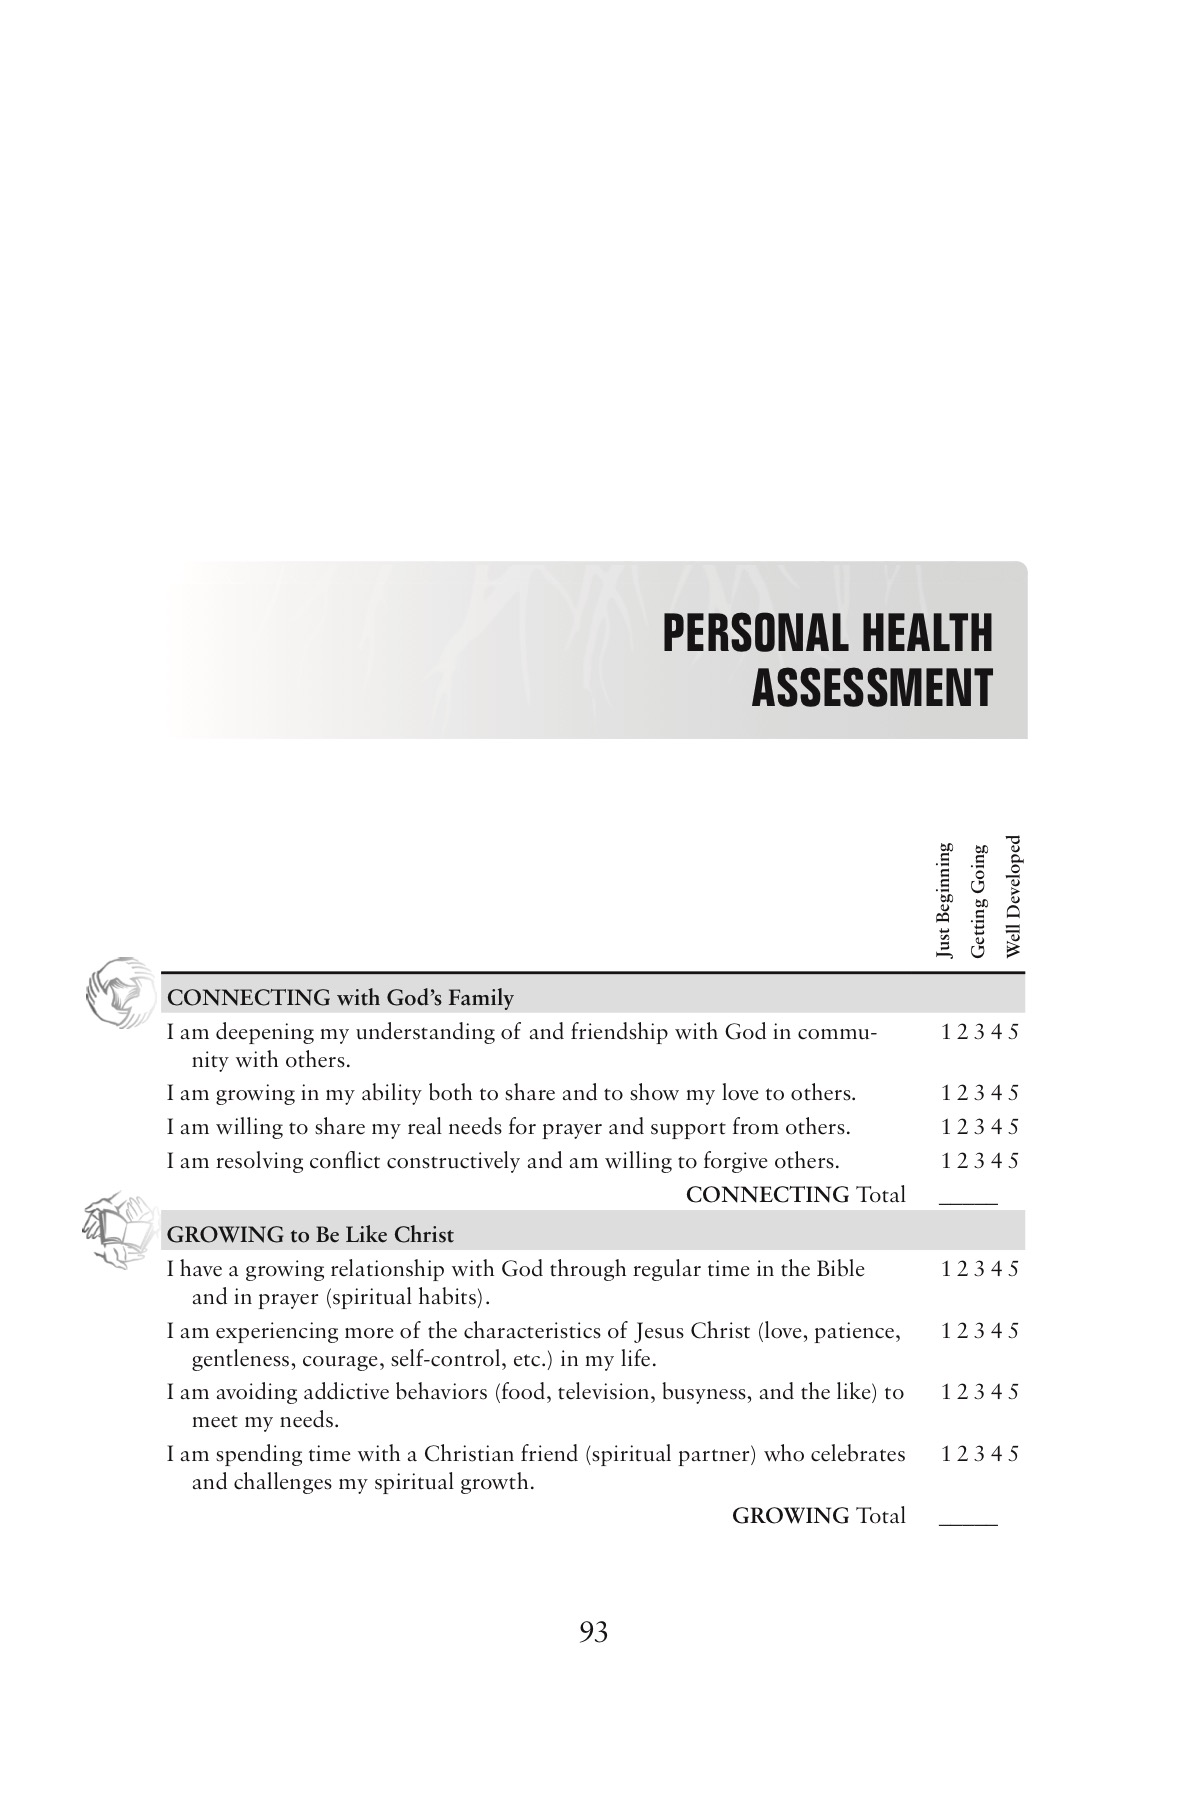 PERSONAL HEALTH
ASSESSMENT
Just Beginning
Getting Going
Well Developed
CONNECTING with God’s Family
I am deepening my understanding of and friendship with God in commu- 1 2 3 4 5
nity with others.
I am growing in my ability both to share and to show my love to others. 1 2 3 4 5
I am willing to share my real needs for prayer and support from others. 1 2 3 4 5
I am resolving conflict constructively and am willing to forgive others. 1 2 3 4 5
CONNECTING Total _____
GROWING to Be Like Christ
I have a growing relationship with God through regular time in the Bible 1 2 3 4 5
and in prayer (spiritual habits).
I am experiencing more of the characteristics of Jesus Christ (love, patience, 1 2 3 4 5
gentleness, courage, self-control, etc.) in my life.
I am avoiding addictive behaviors (food, television, busyness, and the like) to 1 2 3 4 5
meet my needs.
I am spending time with a Christian friend (spiritual partner) who celebrates 1 2 3 4 5
and challenges my spiritual growth.
GROWING Total _____
93